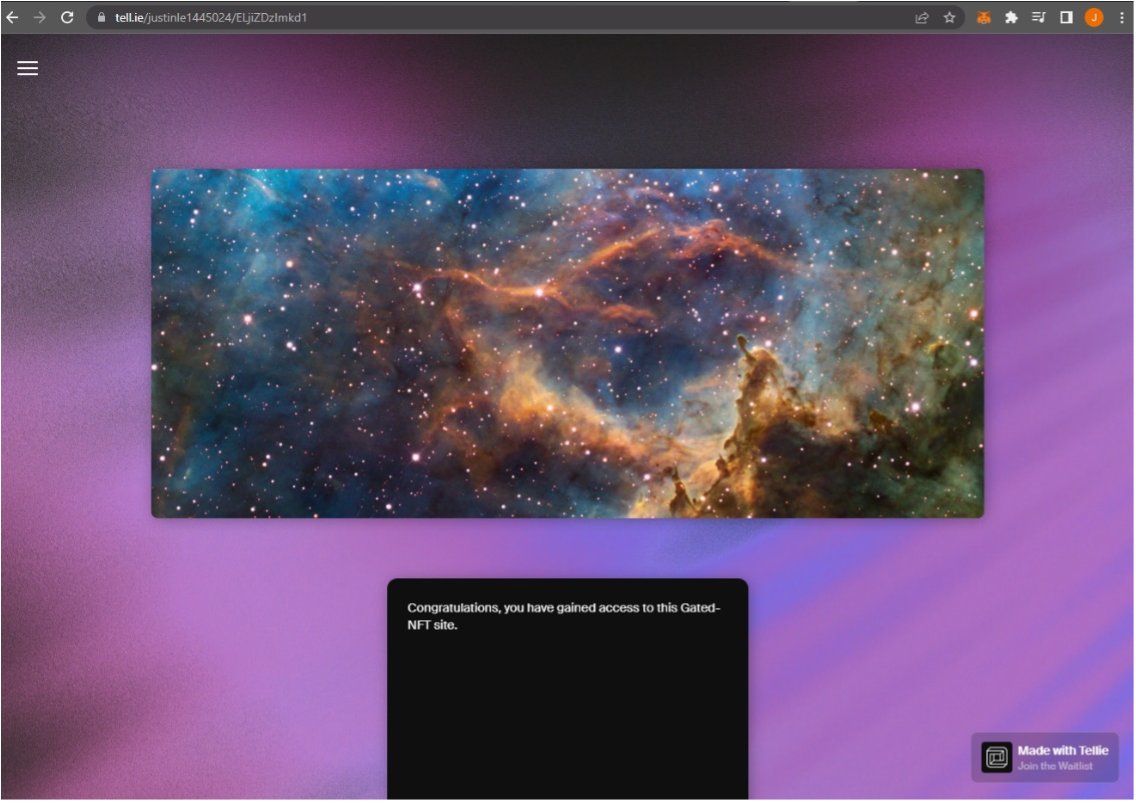 tell.ie/justinle1445024/ELjiZDzlmkd1
J
Congratulations, you have gained access to this Gated-
NFT site.
Made with Tellie
Join the Waitlist